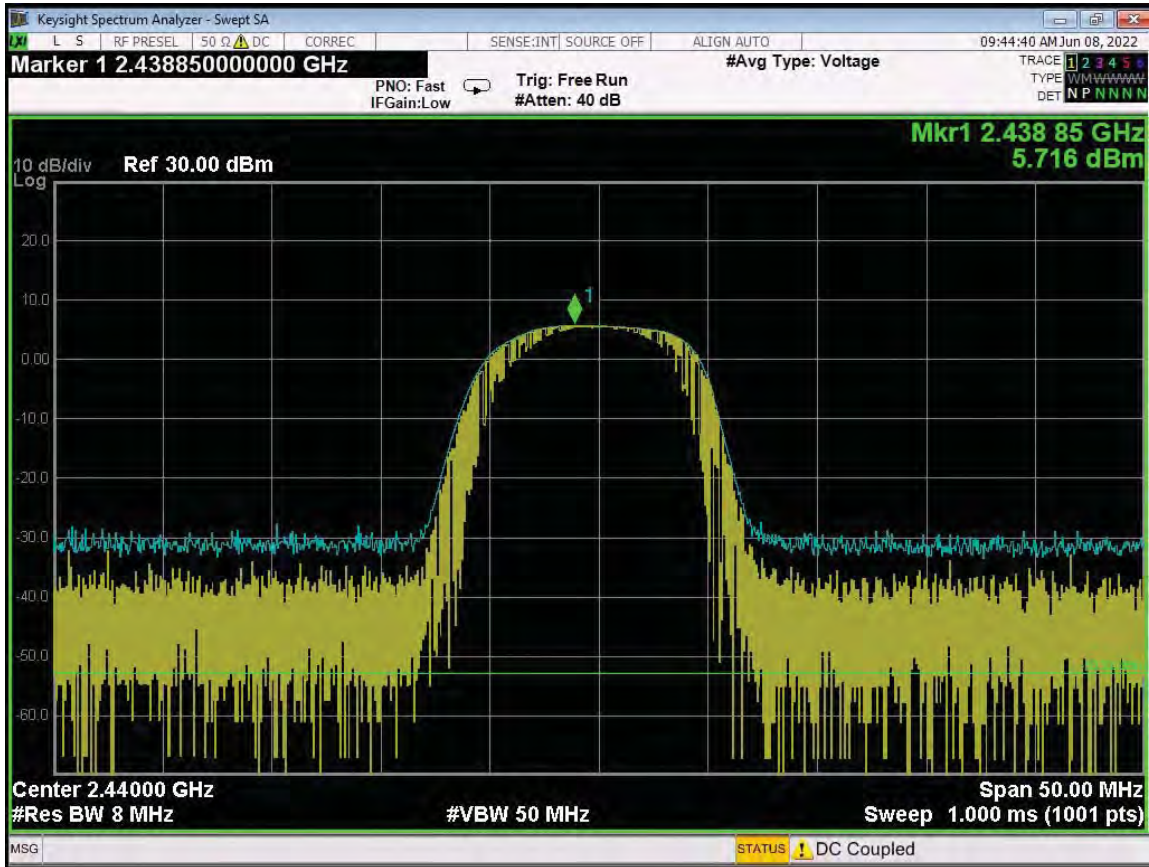 Keysight Spectrum Analyzer - Swept SA
LXI L S RF PRESEL 50 Ω DC CORREC SENSE:INT SOURCE OFF ALIGN AUTO 09:44:40 AM Jun 08, 2022
Marker 1 2.438850000000 GHz
PNO: Fast
IFGain:Low
Trig: Free Run
#Atten: 40 dB
#Avg Type: Voltage
TRACE 1 2 3 4 5 6
TYPE WMWWWW
DET N P N N N N
Mkr1 2.438 85 GHz
5.716 dBm
10 dB/div Ref 30.00 dBm
Log
20.0
10.0
1
0.00
-10.0
-20.0
-30.0
-40.0
-50.0
-60.0
Center 2.44000 GHz Span 50.00 MHz
#Res BW 8 MHz #VBW 50 MHz Sweep 1.000 ms (1001 pts)
MSG STATUS DC Coupled